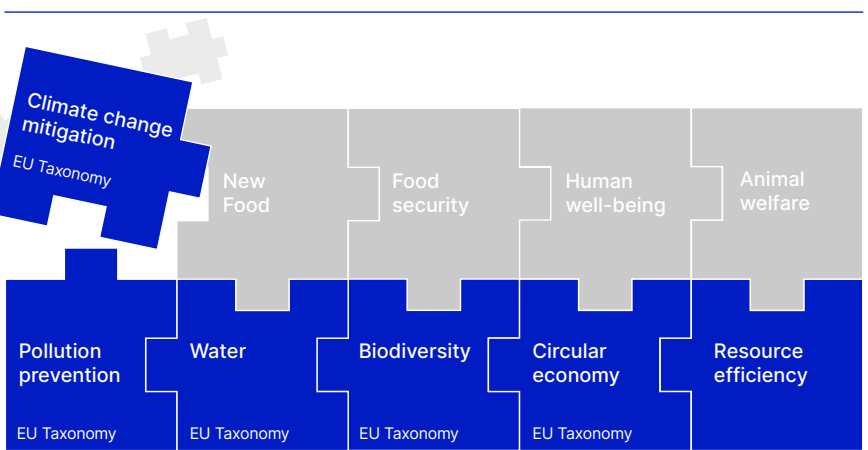 Climate change
mitigation
EU Taxonomy
New
Food
Food
security
Human
well-being
Animal
welfare
Pollution
prevention
EU Taxonomy
Water
EU Taxonomy
Biodiversity
EU Taxonomy
Circular
economy
EU Taxonomy
Resource
efficiency